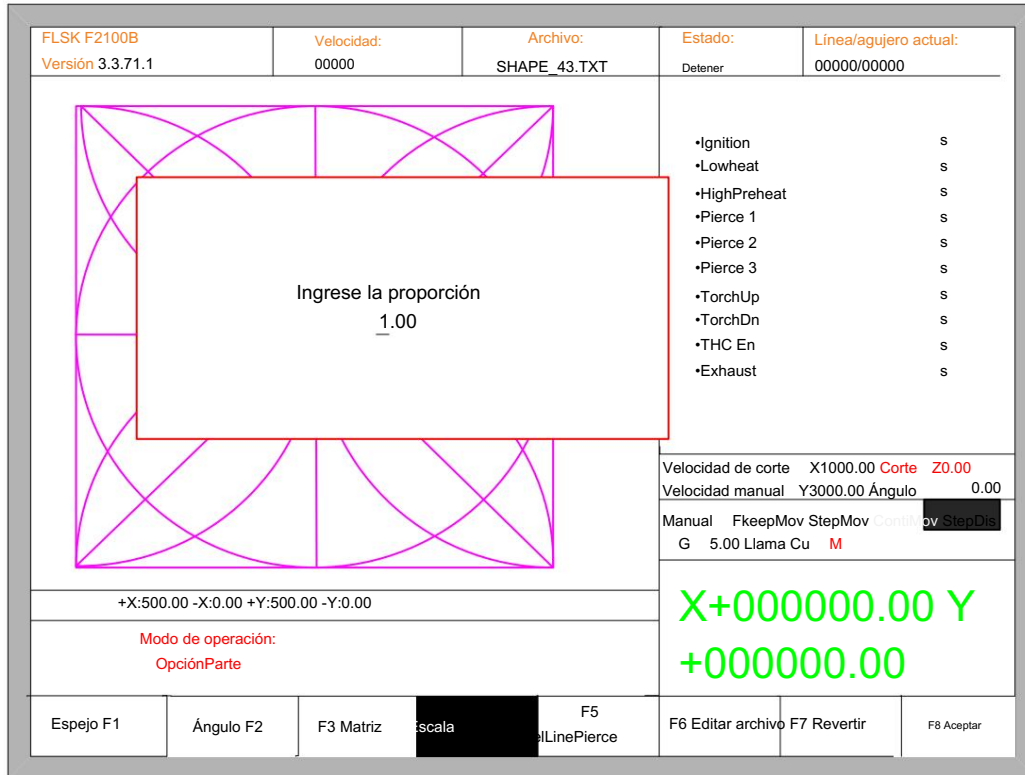 FLSK F2100B
Versión 3.3.71.1
Velocidad:
00000
Archivo:
SHAPE_43.TXT
Estado:
Detener
Línea/agujero actual:
00000/00000
Ingrese la proporción
1.00
•Ignition s
•Lowheat s
•HighPreheat s
•Pierce 1 s
•Pierce 2 s
•Pierce 3 s
•TorchUp s
•TorchDn s
•THC En s
•Exhaust s
Velocidad de corte X1000.00 Corte Z0.00
Velocidad manual Y3000.00 Ángulo 0.00
Manual FkeepMov StepMov ContiMov StepDis
G 5.00 Llama Cu M
X+000000.00 Y
+000000.00
+X:500.00 -X:0.00 +Y:500.00 -Y:0.00
Modo de operación:
OpciónParte
Espejo F1
Ángulo F2
F3 Matriz
Escala
F5
elLinePierce
F6 Editar archivo
F7 Revertir
F8 Aceptar